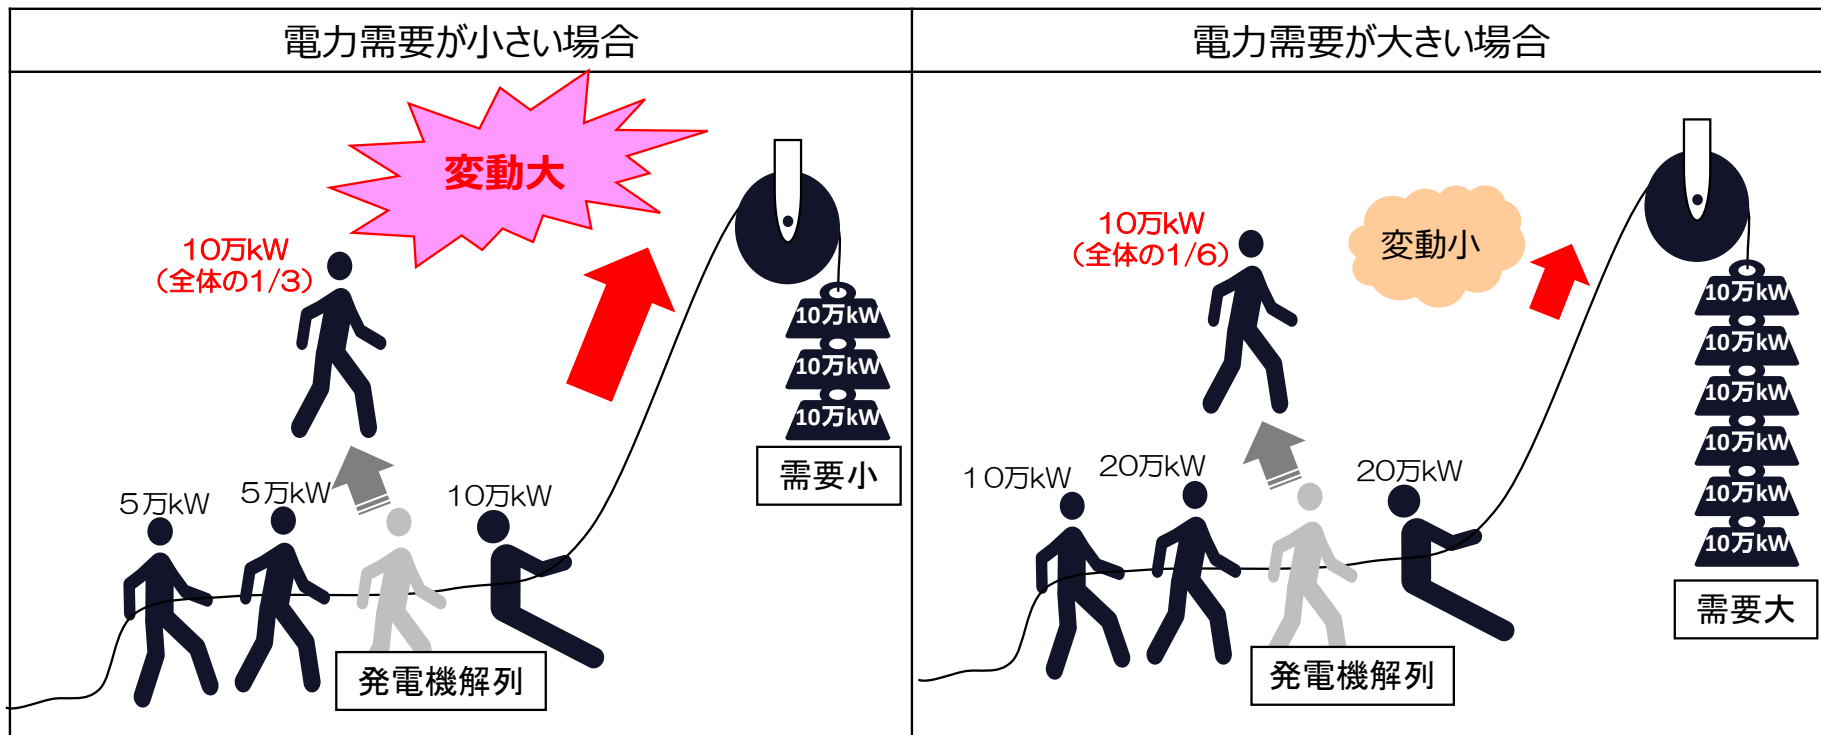 電力需要が小さい場合
変動大
10万kW
(全体の1/3)
10万kW
10万kW
10万kW
需要小
５万kW
５万kW
10万kW
発電機解列
電力需要が大きい場合
10万kW
(全体の1/6)
変動小
10万kW
10万kW
10万kW
10万kW
10万kW
10万kW
需要大
１０万kW
20万kW
20万kW
発電機解列